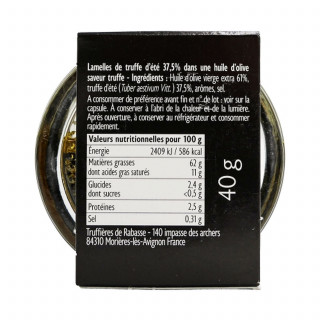 Lamelles de truffe d'été 37,5% dans une huile d'olive
saveur truffe - Ingrédients : Huile d'olive vierge extra 61%,
truffe d'été (Tuber aestivum Vitt.) 37,5%, arômes, sel.
A consommer de préférence avant fin et n° de lot : voir sur la
capsule. À conserver à l'abri de la chaleur et de la lumière.
Après ouverture, à conserver au réfrigérateur et consommer
rapidement.
Valeurs nutritionnelles pour 100 g
Énergie 2409 kJ / 586 kcal
Matières grasses 62 g
dont acides gras saturés 11 g
Glucides 2,4 g
dont sucres <0,5 g
Protéines 2,5 g
Sel 0,31 g
40 g
Truffières de Rabasse - 140 impasse des archers
84310 Morières-lès-Avignon France